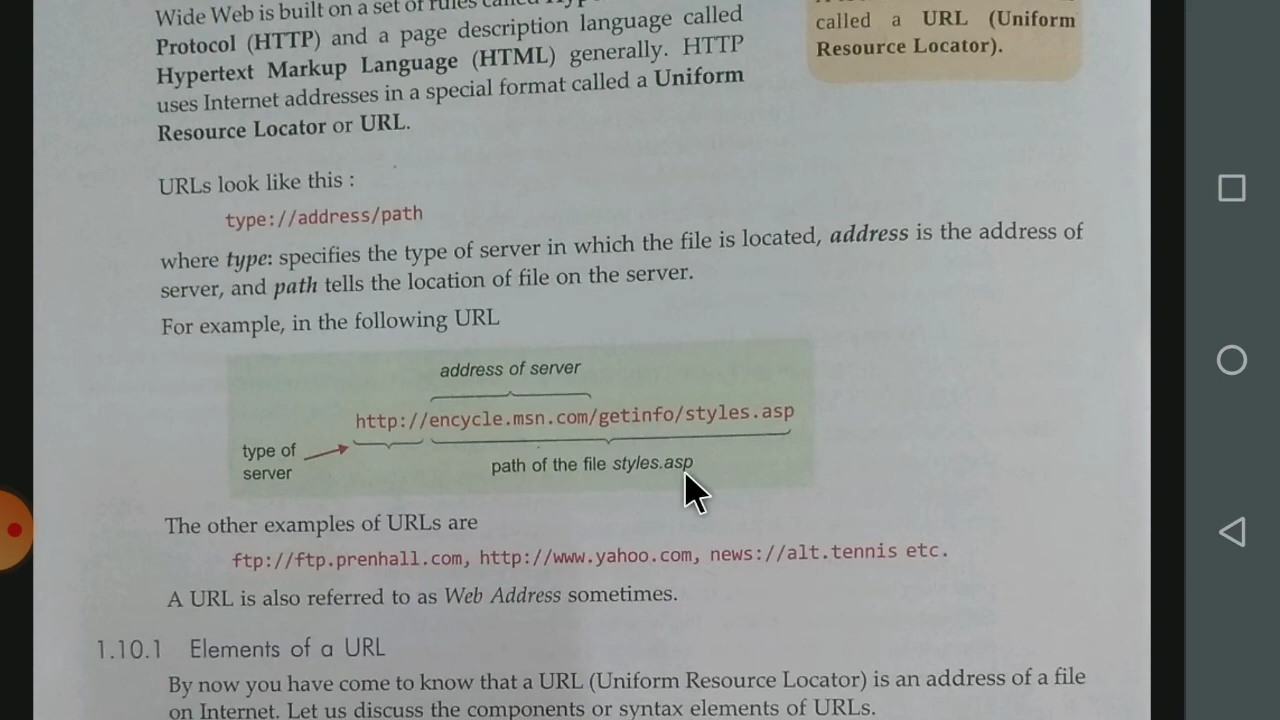 Wide Web is built on a set of rules called
Protocol (HTTP) and a page description language called
Hypertext Markup Language (HTML) generally. HTTP
uses Internet addresses in a special format called a Uniform
Resource Locator or URL.
called a URL (Uniform
Resource Locator).
URLs look like this :
type://address/path
where type: specifies the type of server in which the file is located, address is the address of
server, and path tells the location of file on the server.
For example, in the following URL
address of server
http://encycle.msn.com/getinfo/styles.asp
type of
server
path of the file styles.asp
The other examples of URLs are
ftp://ftp.prenhall.com, http://www.yahoo.com, news://alt.tennis etc.
A URL is also referred to as Web Address sometimes.
1.10.1 Elements of a URL
By now you have come to know that a URL (Uniform Resource Locator) is an address of a file
on Internet. Let us discuss the components or syntax elements of URLs.